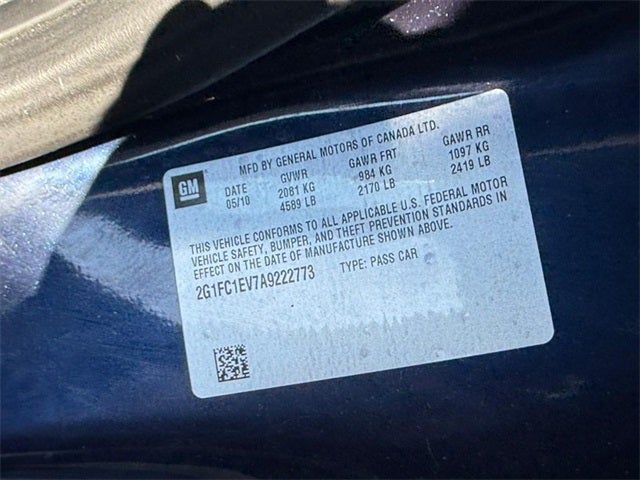 MFD BY GENERAL MOTORS OF CANADA LTD.
GM DATE GVWR GAWR FRT GAWR RR
05/10 2081 KG 984 KG 1097 KG
4589 LB 2170 LB 2419 LB
THIS VEHICLE CONFORMS TO ALL APPLICABLE U.S. FEDERAL MOTOR
VEHICLE SAFETY, BUMPER, AND THEFT PREVENTION STANDARDS IN
EFFECT ON THE DATE OF MANUFACTURE SHOWN ABOVE.
2G1FC1EV7A9222773 TYPE: PASS CAR